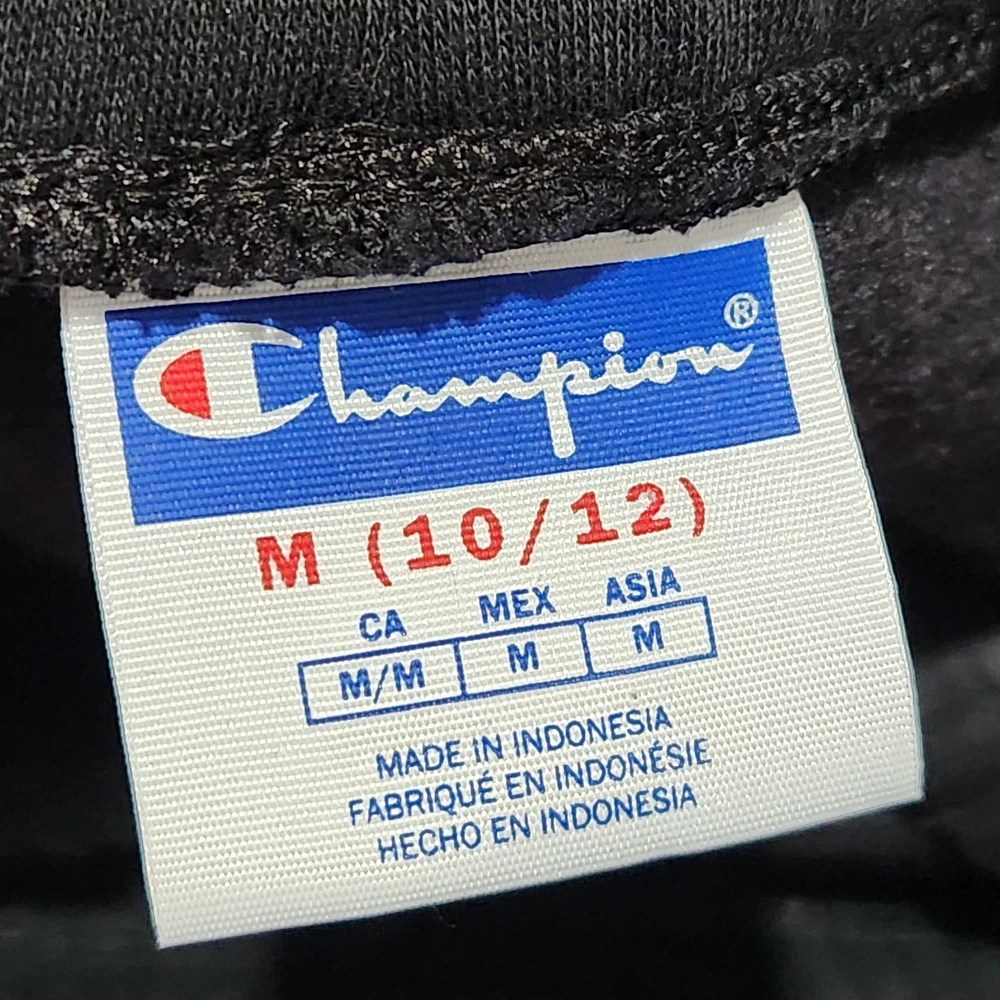 Champion®
M (10/12)
CA MEX ASIA
M/M M M
MADE IN INDONESIA
FABRIQUÉ EN INDONÉSIE
HECHO EN INDONESIA